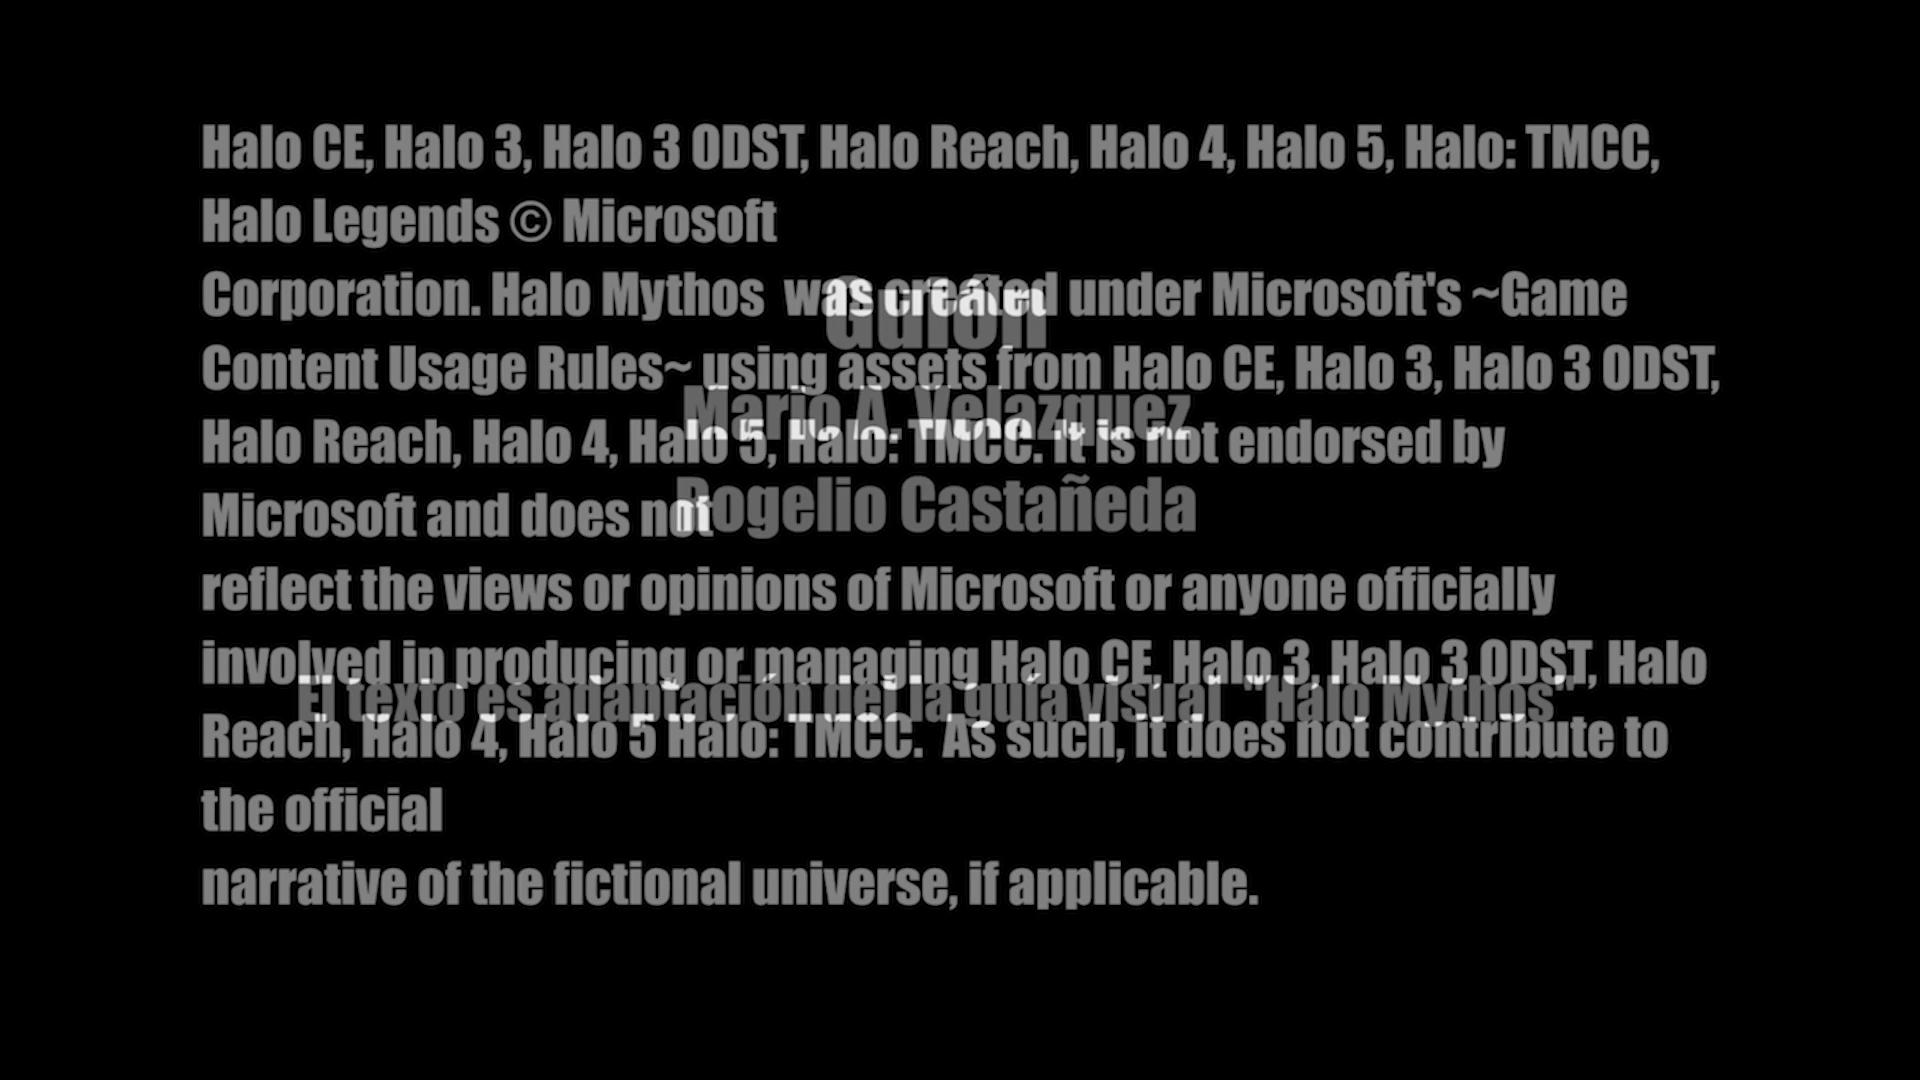 Halo CE, Halo 3, Halo 3 ODST, Halo Reach, Halo 4, Halo 5, Halo: TMCC,
Halo Legends © Microsoft
Corporation. Halo Mythos was created under Microsoft's ~Game
Content Usage Rules~ using assets from Halo CE, Halo 3, Halo 3 ODST,
Halo Reach, Halo 4, Halo 5, Halo: TMCC. it is not endorsed by
Microsoft and does not
reflect the views or opinions of Microsoft or anyone officially
involved in producing or managing Halo CE, Halo 3, Halo 3 ODST, Halo
Reach, Halo 4, Halo 5 Halo: TMCC. As such, it does not contribute to
the official
narrative of the fictional universe, if applicable.
Guión
Mario A. Velazquez
Rogelio Castañeda
El texto es adaptación del la guía visual "Halo Mythos"